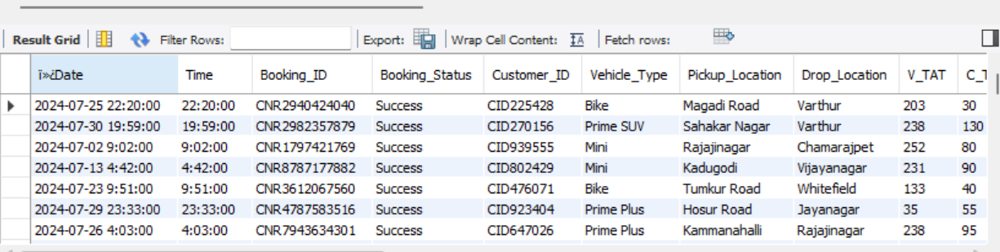 Result Grid Filter Rows: Export: Wrap Cell Content: Fetch rows:
ï»¿Date Time Booking_ID Booking_Status Customer_ID Vehicle_Type Pickup_Location Drop_Location V_TAT C_T
2024-07-25 22:20:00 22:20:00 CNR2940424040 Success CID225428 Bike Magadi Road Varthur 203 30
2024-07-30 19:59:00 19:59:00 CNR2982357879 Success CID270156 Prime SUV Sahakar Nagar Varthur 238 130
2024-07-02 9:02:00 9:02:00 CNR1797421769 Success CID939555 Mini Rajajinagar Chamarajpet 252 80
2024-07-13 4:42:00 4:42:00 CNR8787177882 Success CID802429 Mini Kadugodi Vijayanagar 231 90
2024-07-23 9:51:00 9:51:00 CNR3612067560 Success CID476071 Bike Tumkur Road Whitefield 133 40
2024-07-29 23:33:00 23:33:00 CNR4787583516 Success CID923404 Prime Plus Hosur Road Jayanagar 35 55
2024-07-26 4:03:00 4:03:00 CNR7943634301 Success CID647026 Prime Plus Kammanahalli Rajajinagar 238 95